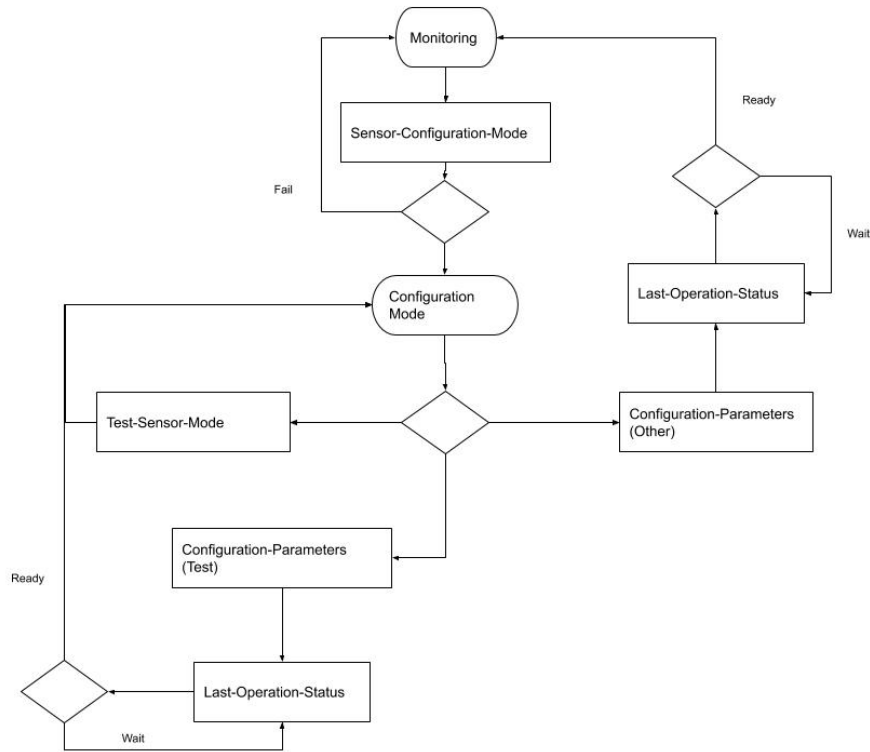 Monitoring
Ready
Sensor-Configuration-Mode
Fail
Wait
Configuration
Mode
Last-Operation-Status
Test-Sensor-Mode
Configuration-Parameters
(Other)
Configuration-Parameters
(Test)
Ready
Last-Operation-Status
Wait